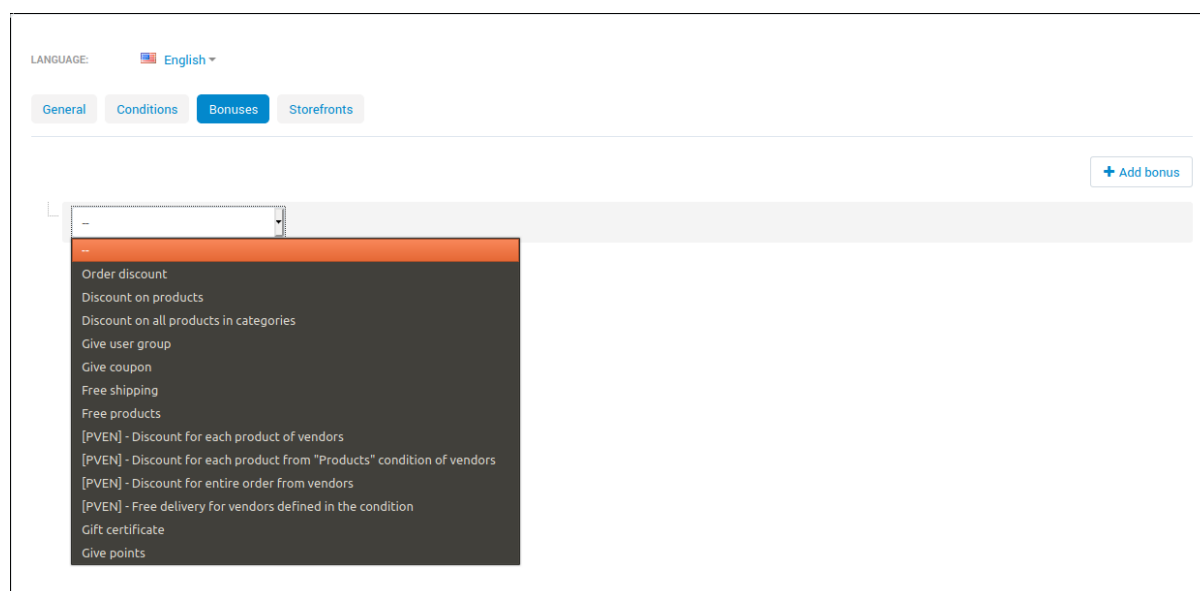 LANGUAGE: English
General Conditions Bonuses Storefronts
+ Add bonus
--
--
Order discount
Discount on products
Discount on all products in categories
Give user group
Give coupon
Free shipping
Free products
[PVEN] - Discount for each product of vendors
[PVEN] - Discount for each product from "Products" condition of vendors
[PVEN] - Discount for entire order from vendors
[PVEN] - Free delivery for vendors defined in the condition
Gift certificate
Give points